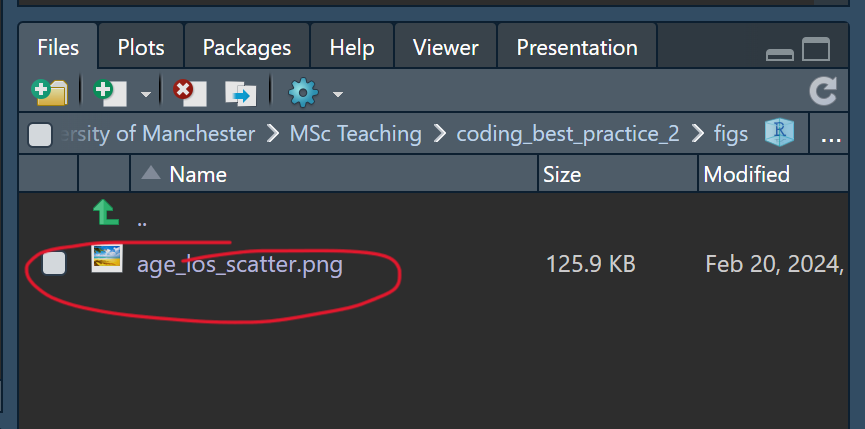 Files Plots Packages Help Viewer Presentation
ersity of Manchester MSc Teaching coding_best_practice_2 figs R ...
Name Size Modified
..
age_los_scatter.png 125.9 KB Feb 20, 2024,